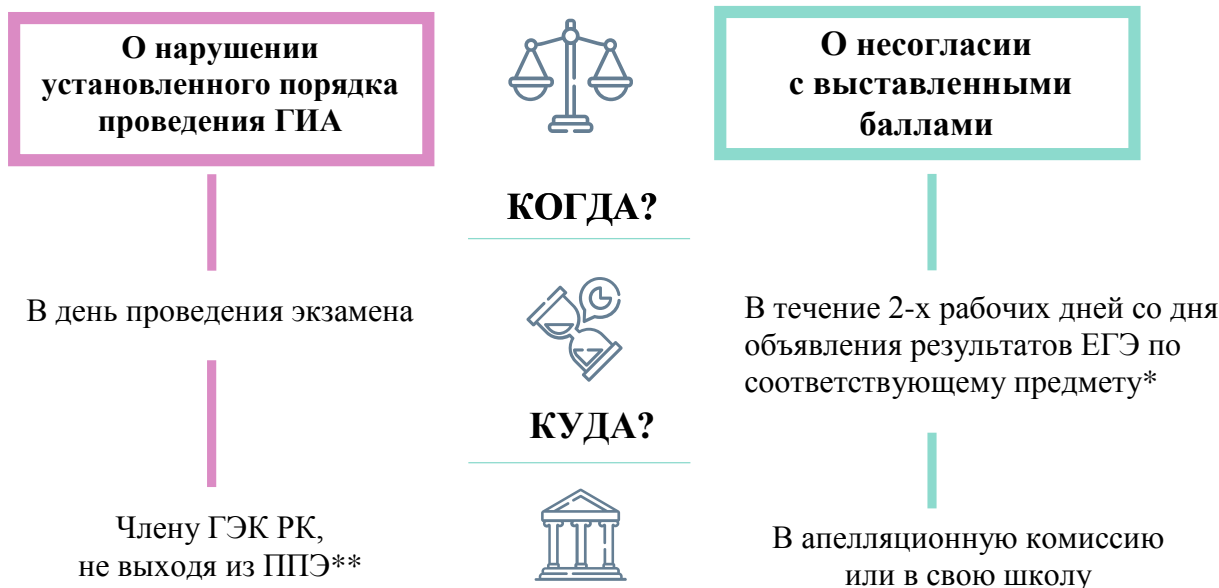 О нарушении
установленного порядка
проведения ГИА
О несогласии
с выставленными
баллами
КОГДА?
В день проведения экзамена
В течение 2-х рабочих дней со дня
объявления результатов ЕГЭ по
соответствующему предмету*
КУДА?
Члену ГЭК РК,
не выходя из ППЭ**
В апелляционную комиссию
или в свою школу